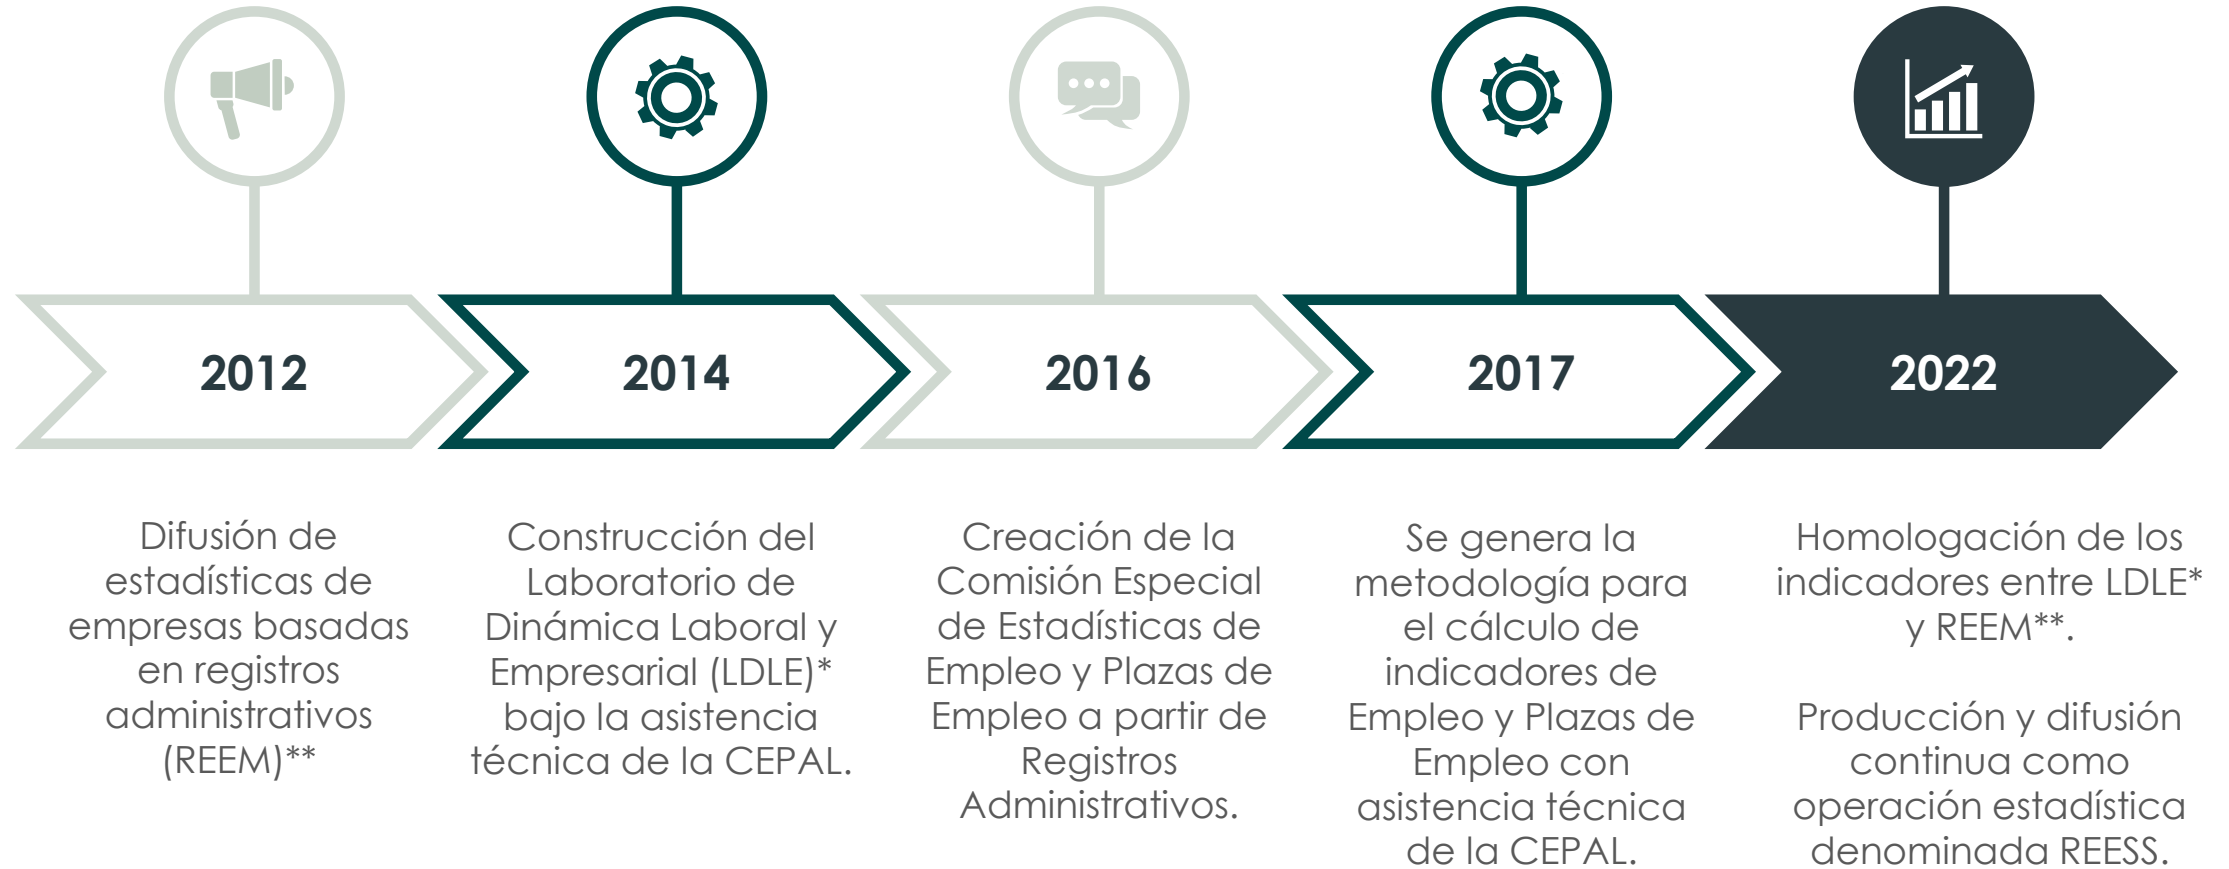 2012
2014
2016
2017
2022
Difusión de
estadísticas de
empresas basadas
en registros
administrativos
(REEM)**
Construcción del
Laboratorio de
Dinámica Laboral y
Empresarial (LDLE)*
bajo la asistencia
técnica de la CEPAL.
Creación de la
Comisión Especial
de Estadísticas de
Empleo y Plazas de
Empleo a partir de
Registros
Administrativos.
Se genera la
metodología para
el cálculo de
indicadores de
Empleo y Plazas de
Empleo con
asistencia técnica
de la CEPAL.
Homologación de los
indicadores entre LDLE*
y REEM**.
Producción y difusión
continua como
operación estadística
denominada REESS.